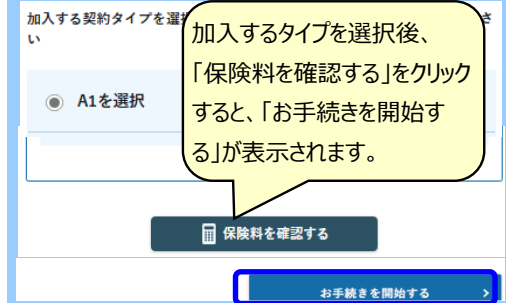 加入する契約タイプを選
さ
い
加入するタイプを選択後、
「保険料を確認する」をクリック
すると、「お手続きを開始す
る」が表示されます。
A1を選択
保険料を確認する
お手続きを開始する